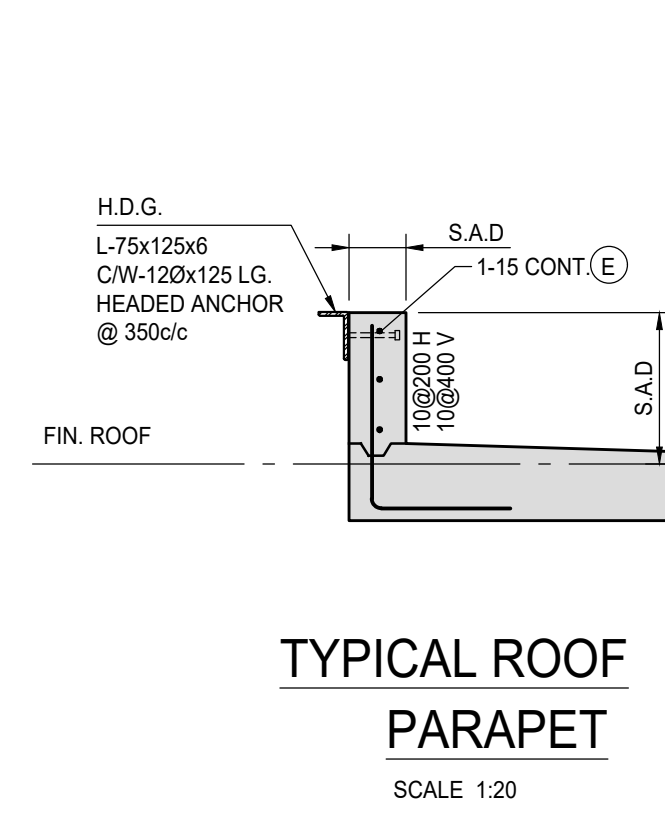 H.D.G.
L-75x125x6
C/W-12Øx125 LG.
HEADED ANCHOR
@ 350c/c
S.A.D
1-15 CONT. E
10@200 H
10@400 V
S.A.D
FIN. ROOF
TYPICAL ROOF
PARAPET
SCALE 1:20